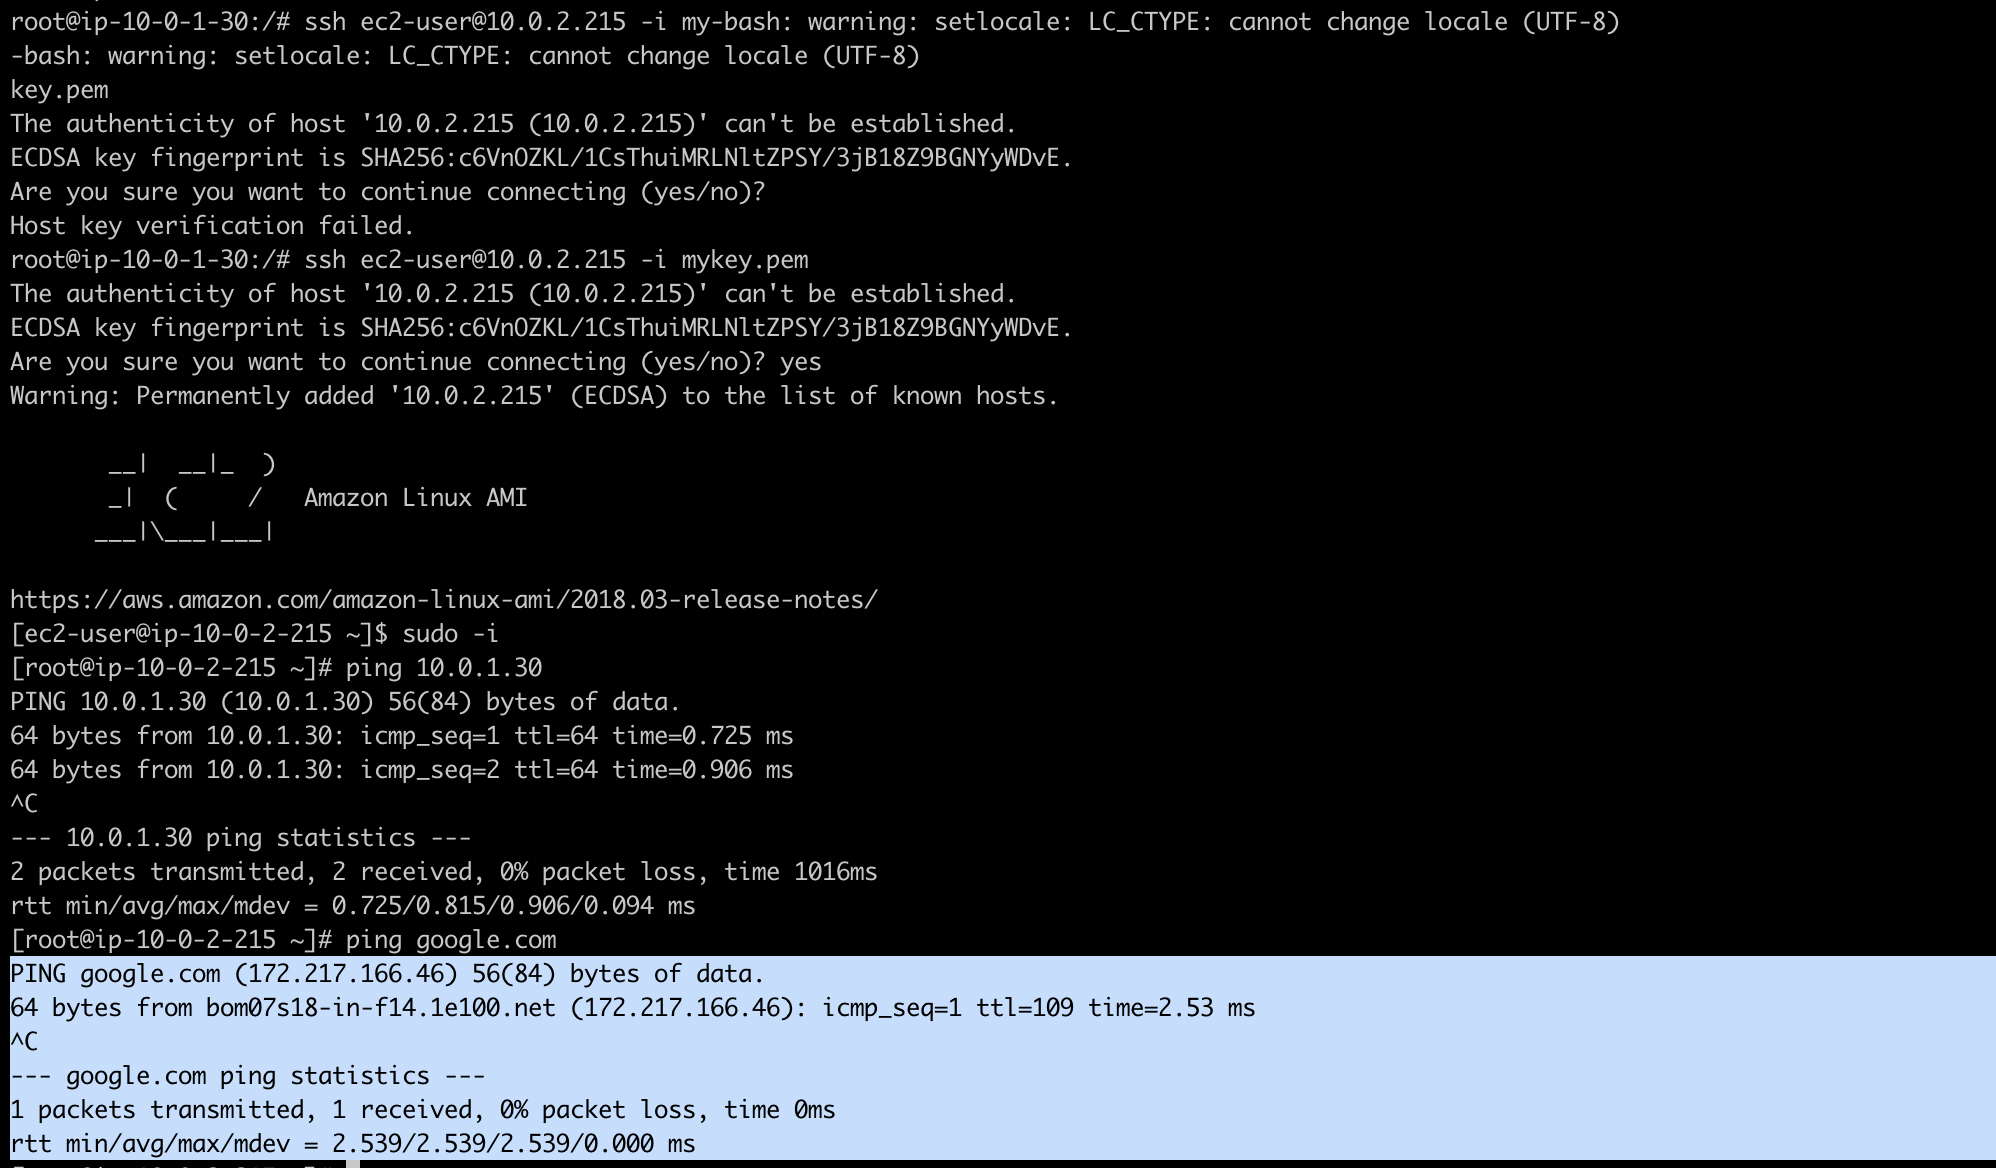 root@ip-10-0-1-30:/# ssh ec2-user@10.0.2.215 -i my-bash: warning: setlocale: LC_CTYPE: cannot change locale (UTF-8)
-bash: warning: setlocale: LC_CTYPE: cannot change locale (UTF-8)
key.pem
The authenticity of host '10.0.2.215 (10.0.2.215)' can't be established.
ECDSA key fingerprint is SHA256:c6VnOZKL/1CsThuiMRLNltZPSY/3jB18Z9BGNYyWDvE.
Are you sure you want to continue connecting (yes/no)?
Host key verification failed.
root@ip-10-0-1-30:/# ssh ec2-user@10.0.2.215 -i mykey.pem
The authenticity of host '10.0.2.215 (10.0.2.215)' can't be established.
ECDSA key fingerprint is SHA256:c6VnOZKL/1CsThuiMRLNltZPSY/3jB18Z9BGNYyWDvE.
Are you sure you want to continue connecting (yes/no)? yes
Warning: Permanently added '10.0.2.215' (ECDSA) to the list of known hosts.
       __|  __|_  )
       _|  (     /   Amazon Linux AMI
      ___|\___|___|
https://aws.amazon.com/amazon-linux-ami/2018.03-release-notes/
[ec2-user@ip-10-0-2-215 ~]$ sudo -i
[root@ip-10-0-2-215 ~]# ping 10.0.1.30
PING 10.0.1.30 (10.0.1.30) 56(84) bytes of data.
64 bytes from 10.0.1.30: icmp_seq=1 ttl=64 time=0.725 ms
64 bytes from 10.0.1.30: icmp_seq=2 ttl=64 time=0.906 ms
^C
--- 10.0.1.30 ping statistics ---
2 packets transmitted, 2 received, 0% packet loss, time 1016ms
rtt min/avg/max/mdev = 0.725/0.815/0.906/0.094 ms
[root@ip-10-0-2-215 ~]# ping google.com
PING google.com (172.217.166.46) 56(84) bytes of data.
64 bytes from bom07s18-in-f14.1e100.net (172.217.166.46): icmp_seq=1 ttl=109 time=2.53 ms
^C
--- google.com ping statistics ---
1 packets transmitted, 1 received, 0% packet loss, time 0ms
rtt min/avg/max/mdev = 2.539/2.539/2.539/0.000 ms